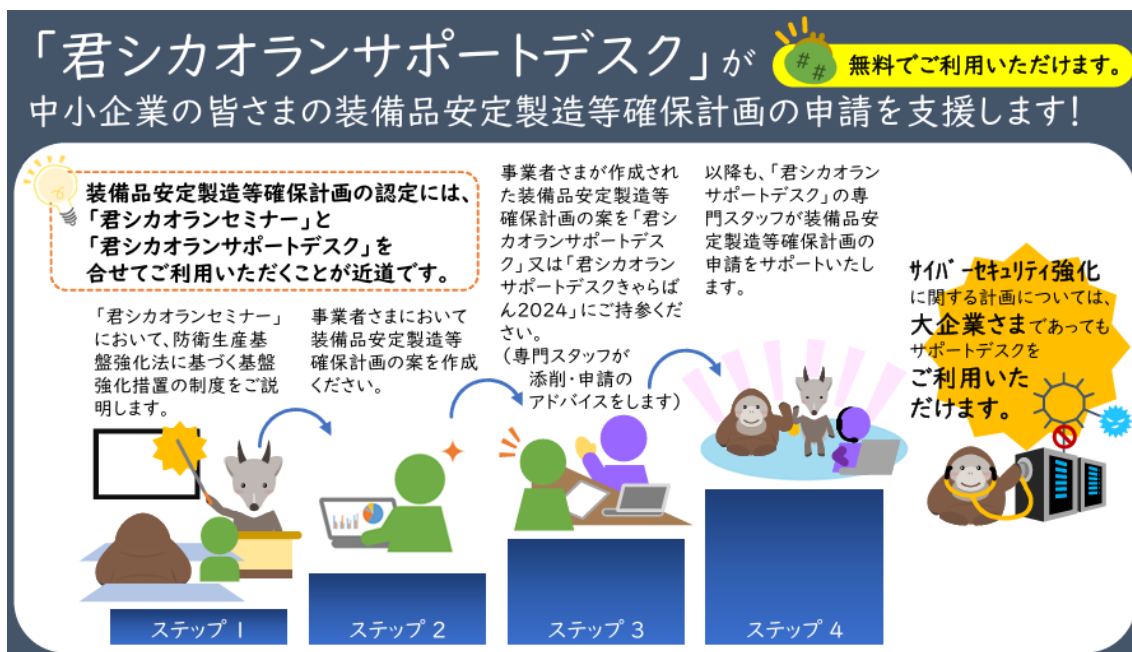 「君シカオランサポートデスク」が
無料でご利用いただけます。
中小企業の皆さまの装備品安定製造等確保計画の申請を支援します!
装備品安定製造等確保計画の認定には、
「君シカオランセミナー」と
「君シカオランサポートデスク」を
合せてご利用いただくことが近道です。
「君シカオランセミナー」
において、防衛生産基
盤強化法に基づく基盤
強化措置の制度をご説
明します。
事業者さまにおいて
装備品安定製造等
確保計画の案を作成
ください。
事業者さまが作成され
た装備品安定製造等
確保計画の案を「君シ
カオランサポートデス
ク」又は「君シカオラン
サポートデスクきゃらば
ん2024」にご持参くだ
さい。
(専門スタッフが
添削・申請の
アドバイスをします)
以降も、「君シカオラン
サポートデスク」の専
門スタッフが装備品安
定製造等確保計画の
申請をサポートいたし
ます。
サイバーセキュリティ強化
に関する計画については、
大企業さまであっても
サポートデスクを
ご利用いた
だけます。
ステップ 1
ステップ 2
ステップ 3
ステップ 4